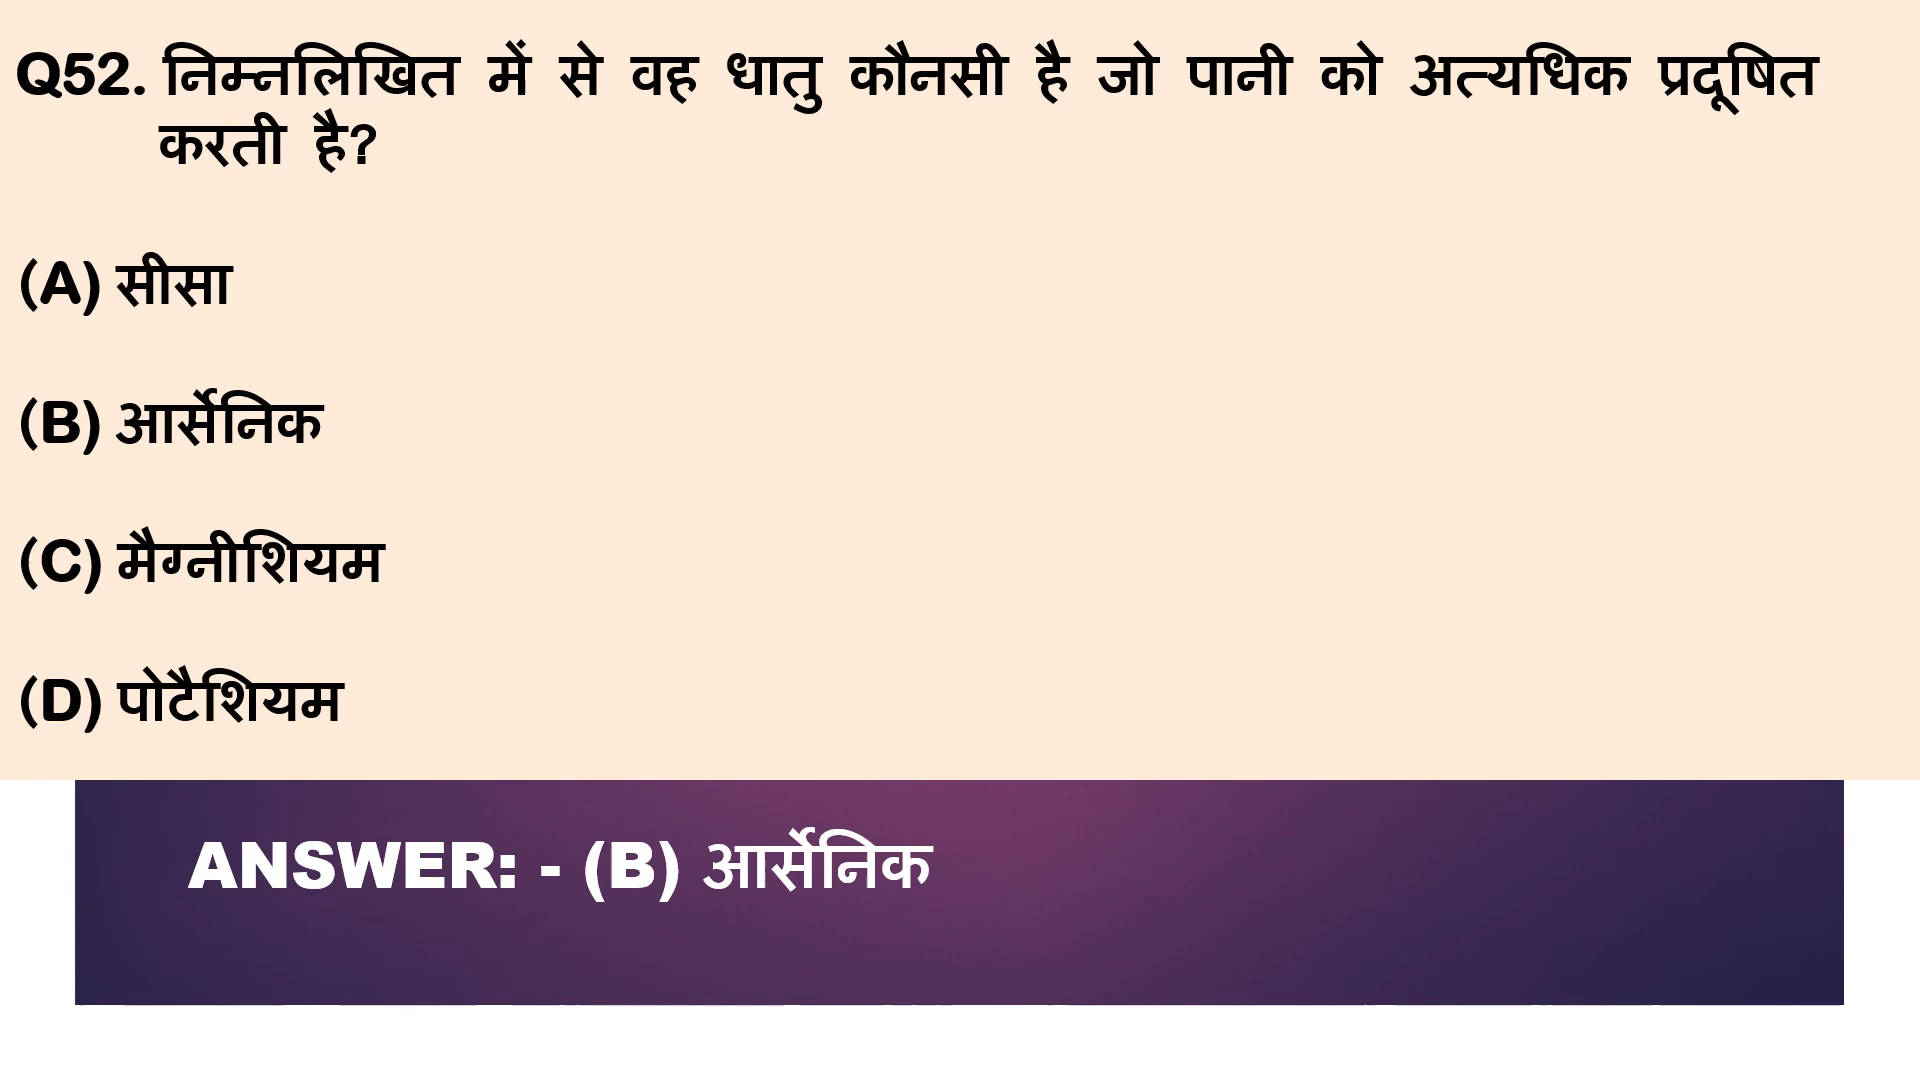 Q52. निम्नलिखित में से वह धातु कौनसी है जो पानी को अत्यधिक प्रदूषित
करती है?
(A) सीसा
(B) आर्सेनिक
(C) मैग्नीशियम
(D) पोटैशियम
ANSWER: - (B) आर्सेनिक